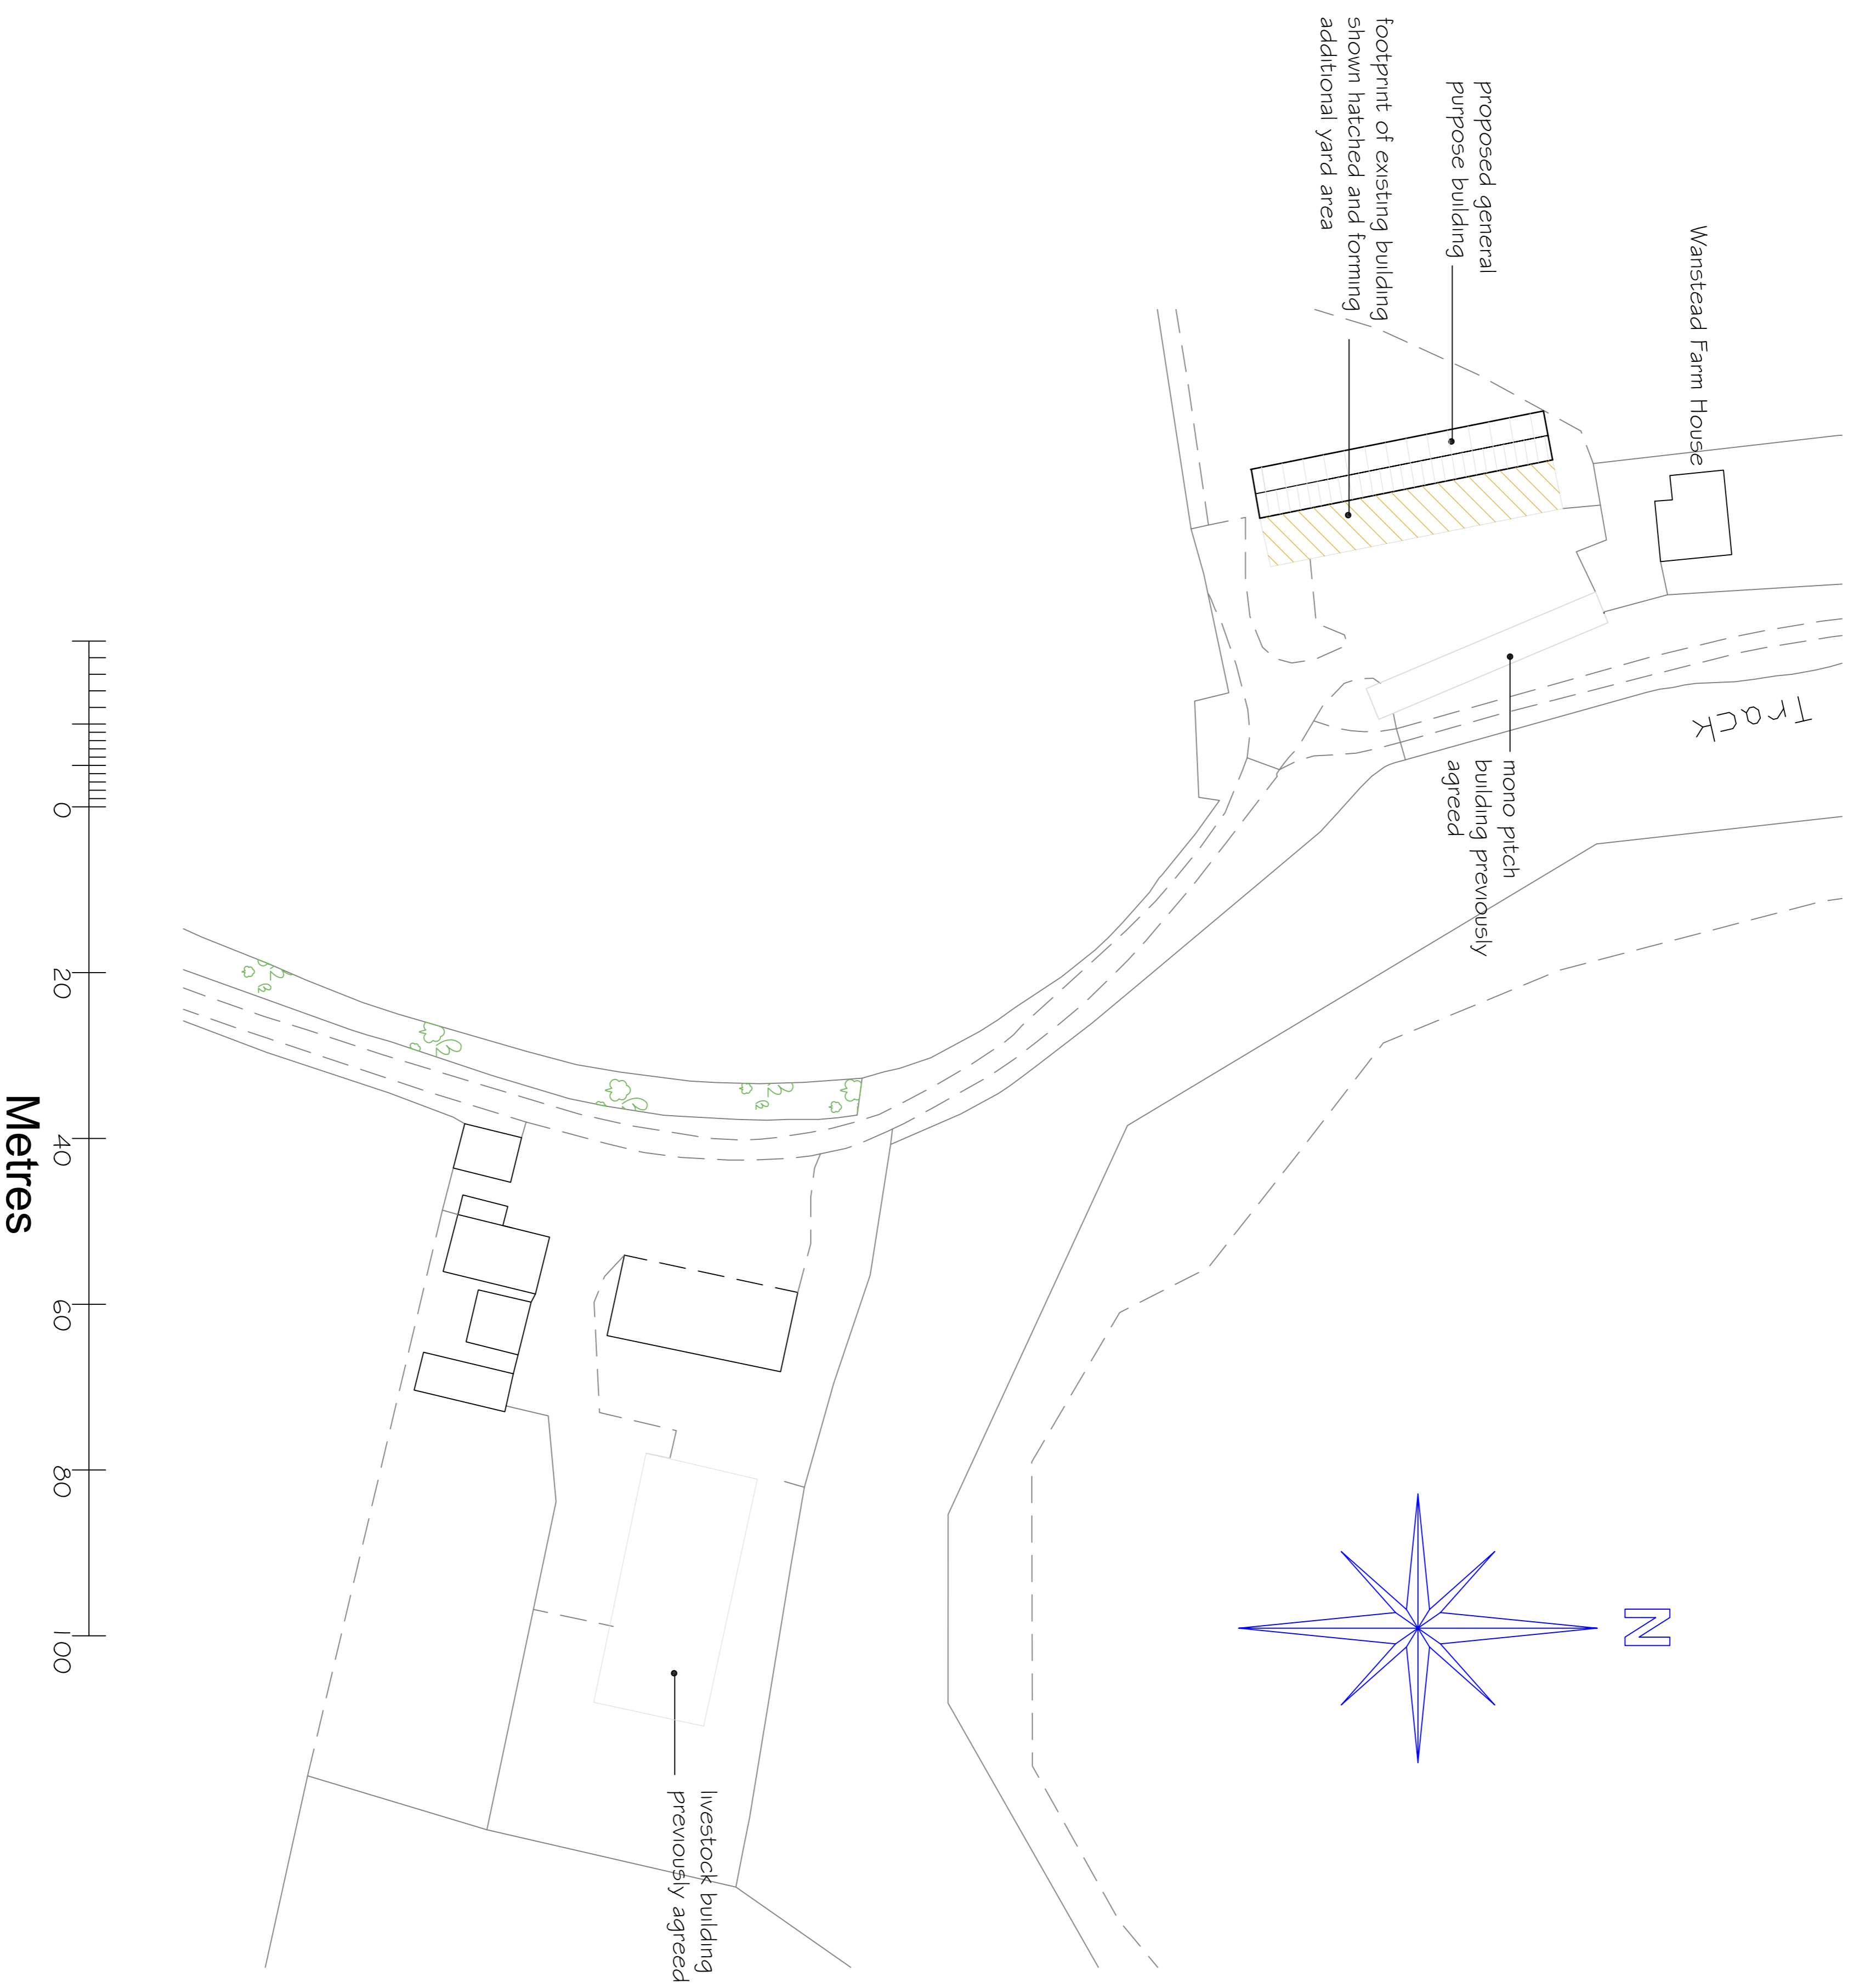 Wanstead Farm House
proposed general
purpose building
footprint of existing building
shown hatched and forming
additional yard area
Track
mono pitch
building previously
agreed
N
livestock building
previously agreed
0 20 40 60 80 100
Metres